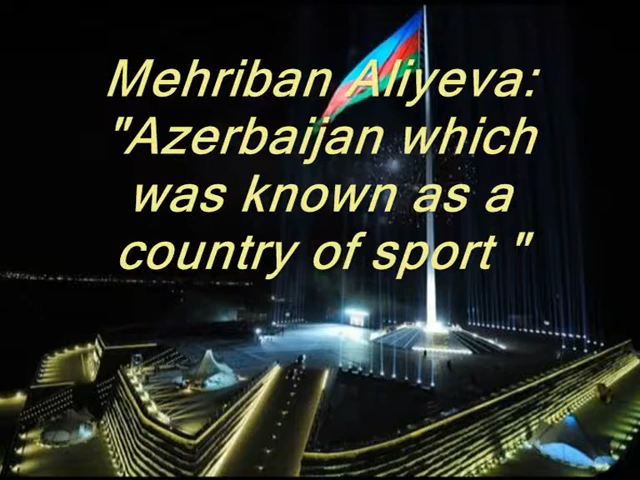 Mehriban Aliyeva:
"Azerbaijan which
was known as a
country of sport "